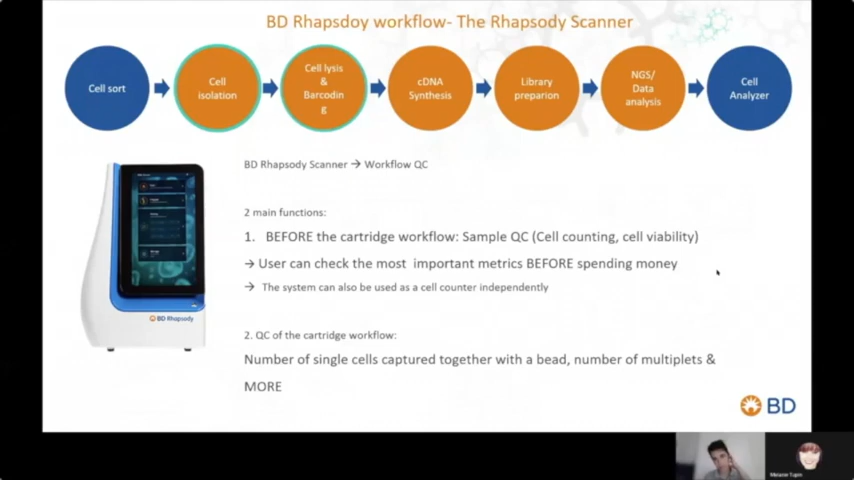 BD Rhapsdoy workflow- The Rhapsody Scanner
Cell sort
Cell
isolation
Cell lysis
&
Barcodin
g
cDNA
Synthesis
Library
preparion
NGS/
Data
analysis
Cell
Analyzer
BD Rhapsody Scanner → Workflow QC
2 main functions:
1. BEFORE the cartridge workflow: Sample QC (Cell counting, cell viability)
→ User can check the most important metrics BEFORE spending money
→ The system can also be used as a cell counter independently
2. QC of the cartridge workflow:
Number of single cells captured together with a bead, number of multiplets &
MORE
BD Rhapsody
BD